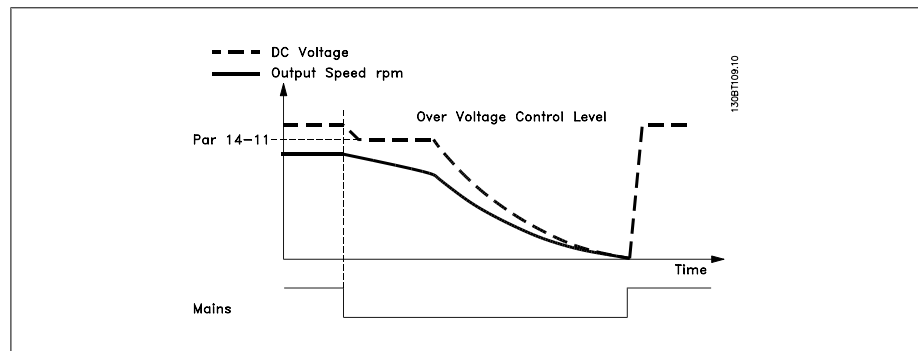 DC Voltage
Output Speed rpm
130BT109.10
Over Voltage Control Level
Par 14-11
Time
Mains